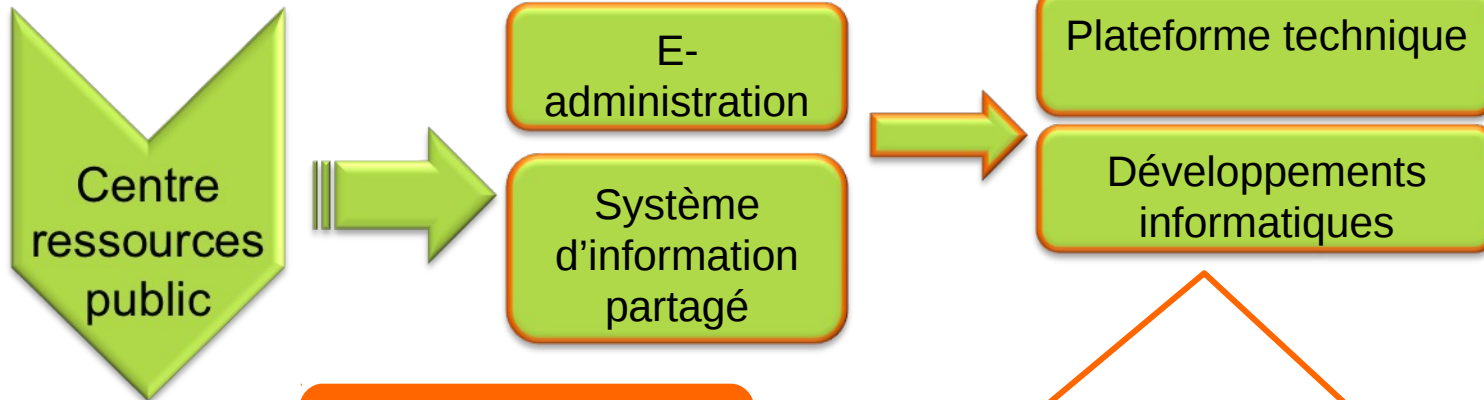 Centre
ressources
public
E-
administration
Système
d’information
partagé
Plateforme technique
Développements
informatiques